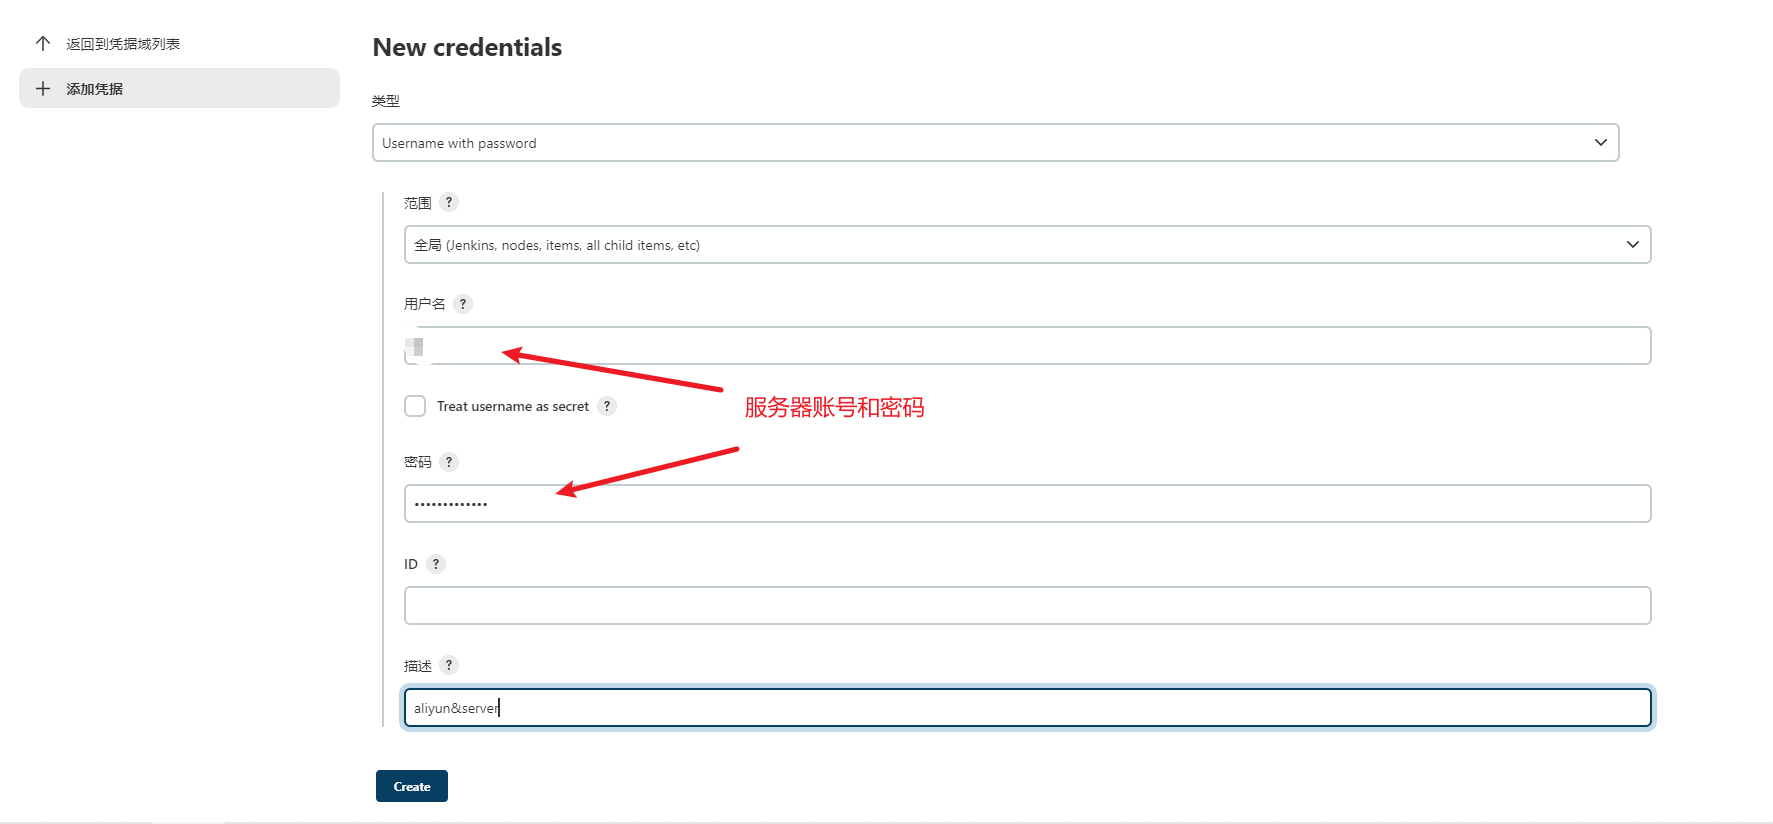 返回到凭据域列表
添加凭据
New credentials
类型
Username with password
范围 ?
全局 (Jenkins, nodes, items, all child items, etc)
用户名 ?
Treat username as secret ?
服务器账号和密码
密码 ?
•••••••••••••
ID ?
描述 ?
aliyun&server
Create